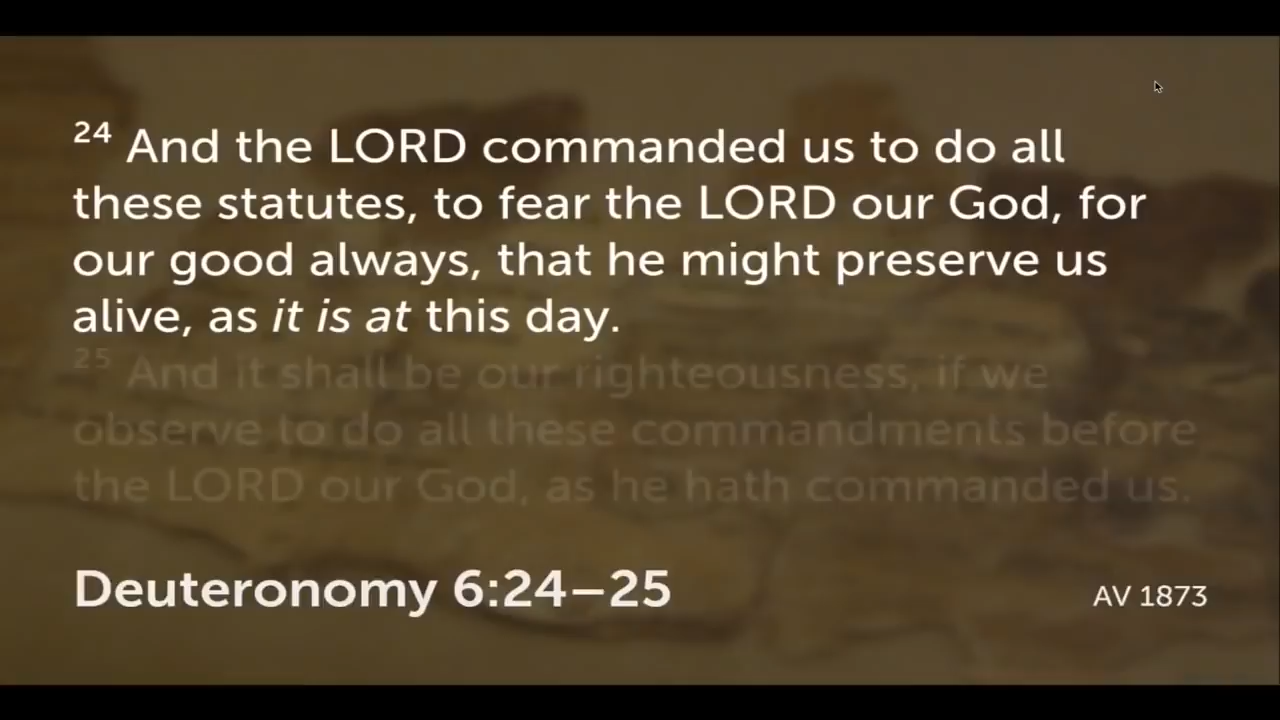 24 And the LORD commanded us to do all
these statutes, to fear the LORD our God, for
our good always, that he might preserve us
alive, as it is at this day.
25 And it shall be our righteousness, if we
observe to do all these commandments before
the LORD our God, as he hath commanded us.
Deuteronomy 6:24–25
AV 1873